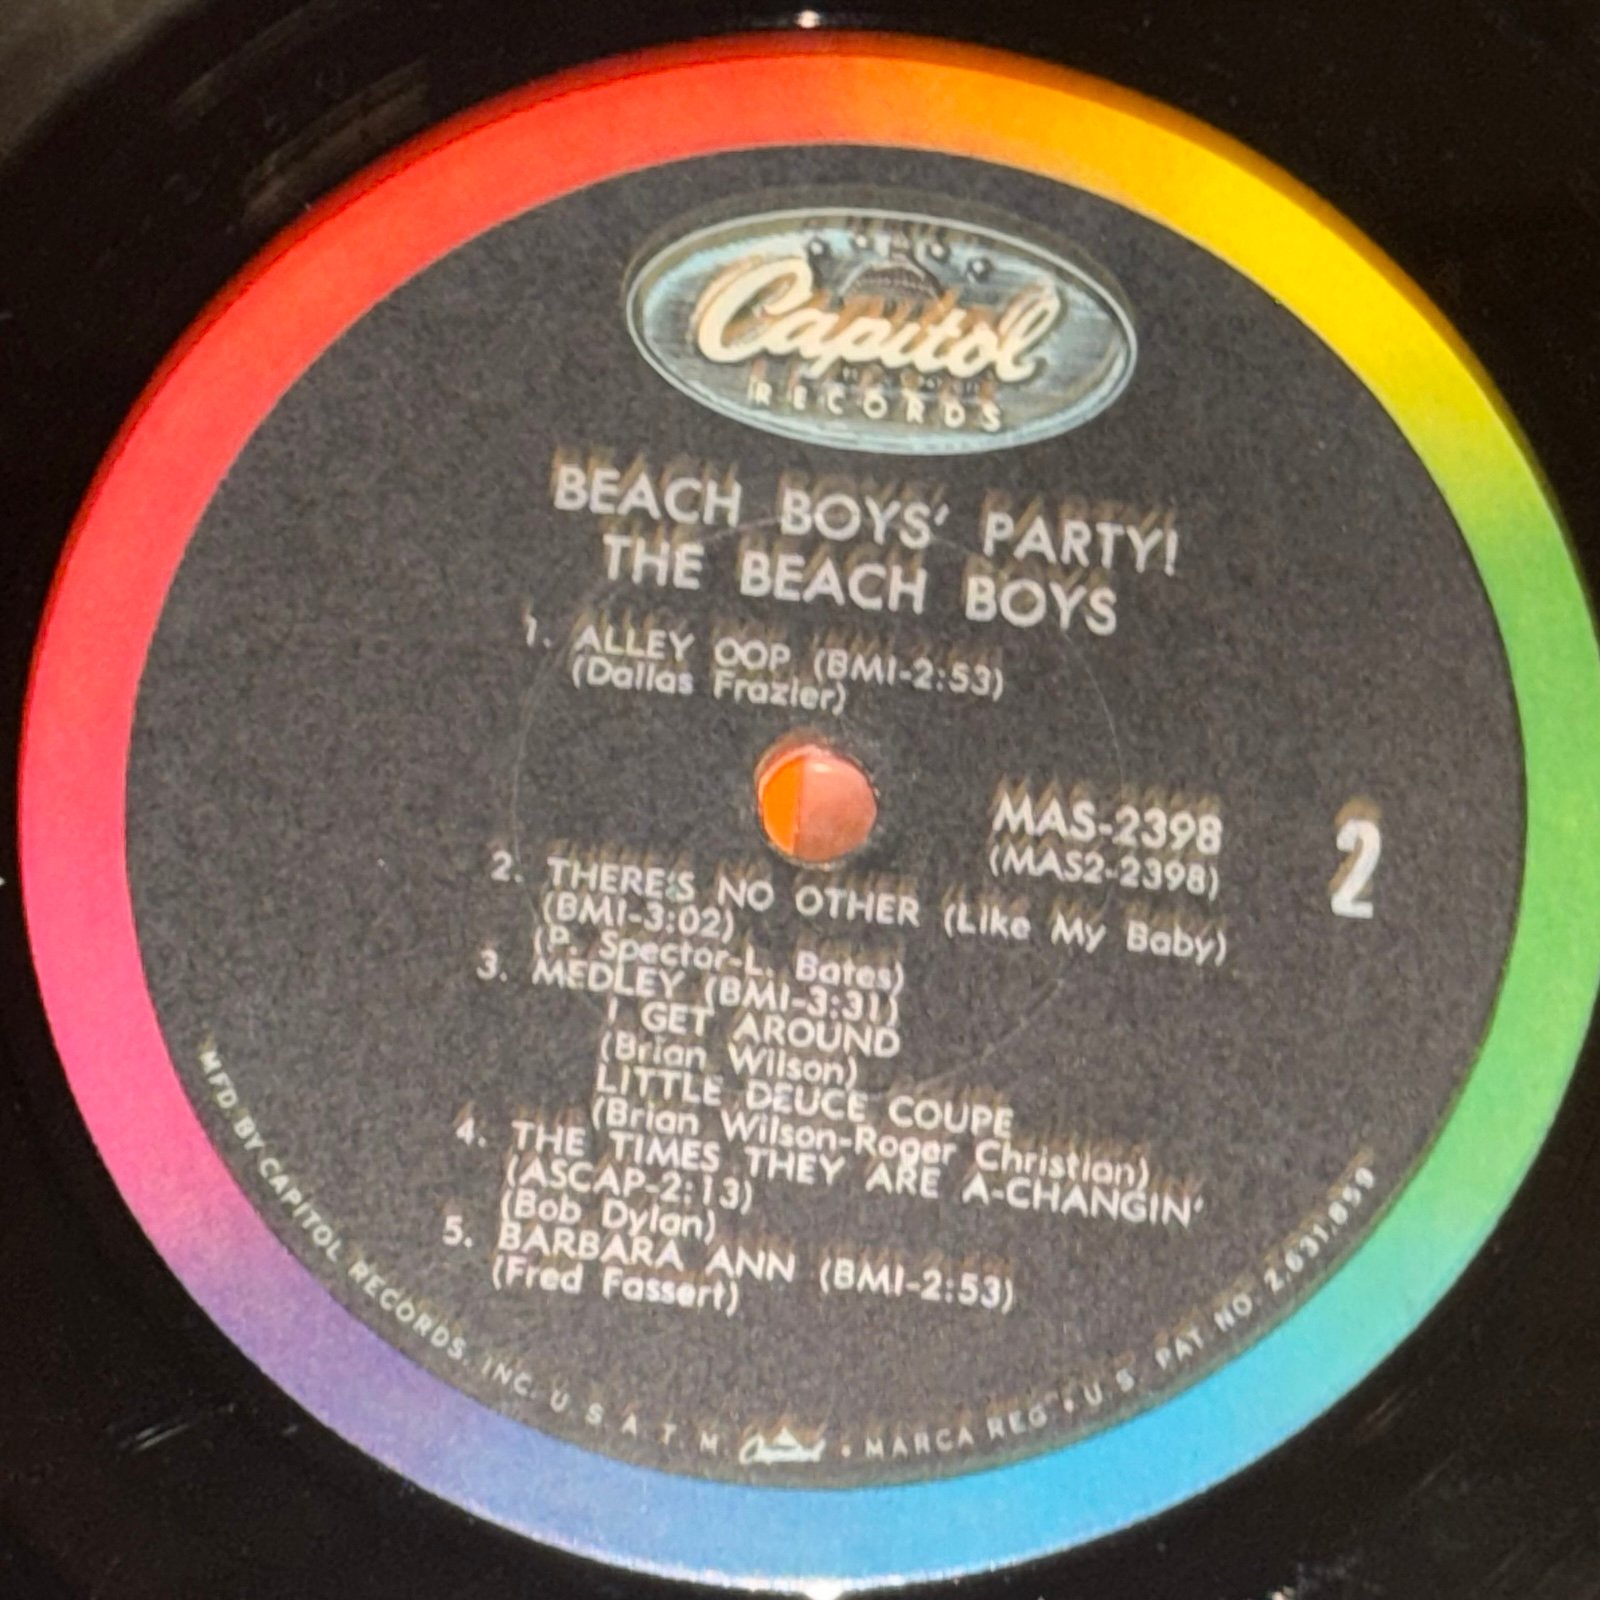 Capitol
RECORDS
BEACH BOYS' PARTY!
THE BEACH BOYS
1. ALLEY OOP (BMI-2:53)
(Dallas Frazier)
MAS-2398
(MAS2-2398)
2
2. THERE'S NO OTHER (Like My Baby)
(BMI-3:02)
(P. Spector-L. Bates)
3. MEDLEY (BMI-3:31)
I GET AROUND
(Brian Wilson)
LITTLE DEUCE COUPE
(Brian Wilson-Roger Christian)
4. THE TIMES THEY ARE A-CHANGIN'
(ASCAP-2:13)
(Bob Dylan)
5. BARBARA ANN (BMI-2:53)
(Fred Fassert)
MFD. BY CAPITOL RECORDS, INC. U. S. A. T. M. Capitol • MARCA REG. • U.S. PAT. NO. 2,631,859